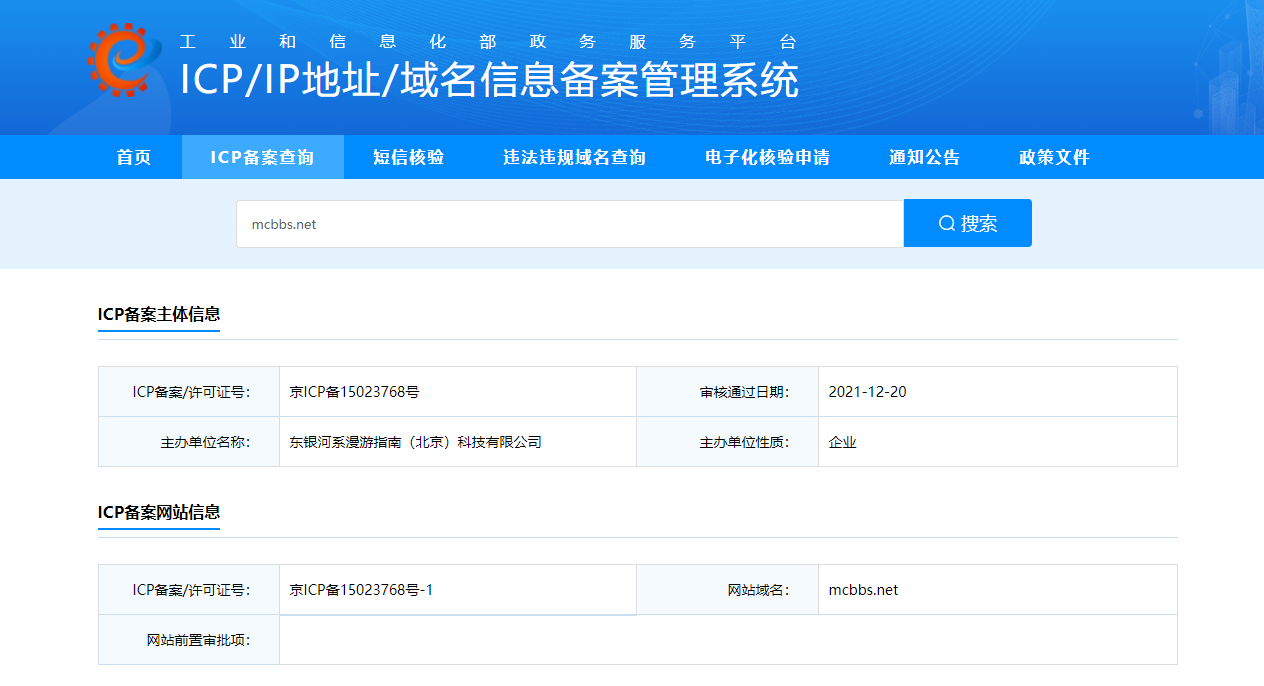 工业和信息化部政务服务平台
ICP/IP地址/域名信息备案管理系统
首页 ICP备案查询 短信核验 违法违规域名查询 电子化核验申请 通知公告 政策文件
mcbbs.net 搜索
ICP备案主体信息
ICP备案/许可证号： 京ICP备15023768号 审核通过日期： 2021-12-20
主办单位名称： 东银河系漫游指南（北京）科技有限公司 主办单位性质： 企业
ICP备案网站信息
ICP备案/许可证号： 京ICP备15023768号-1 网站域名： mcbbs.net
网站前置审批项：